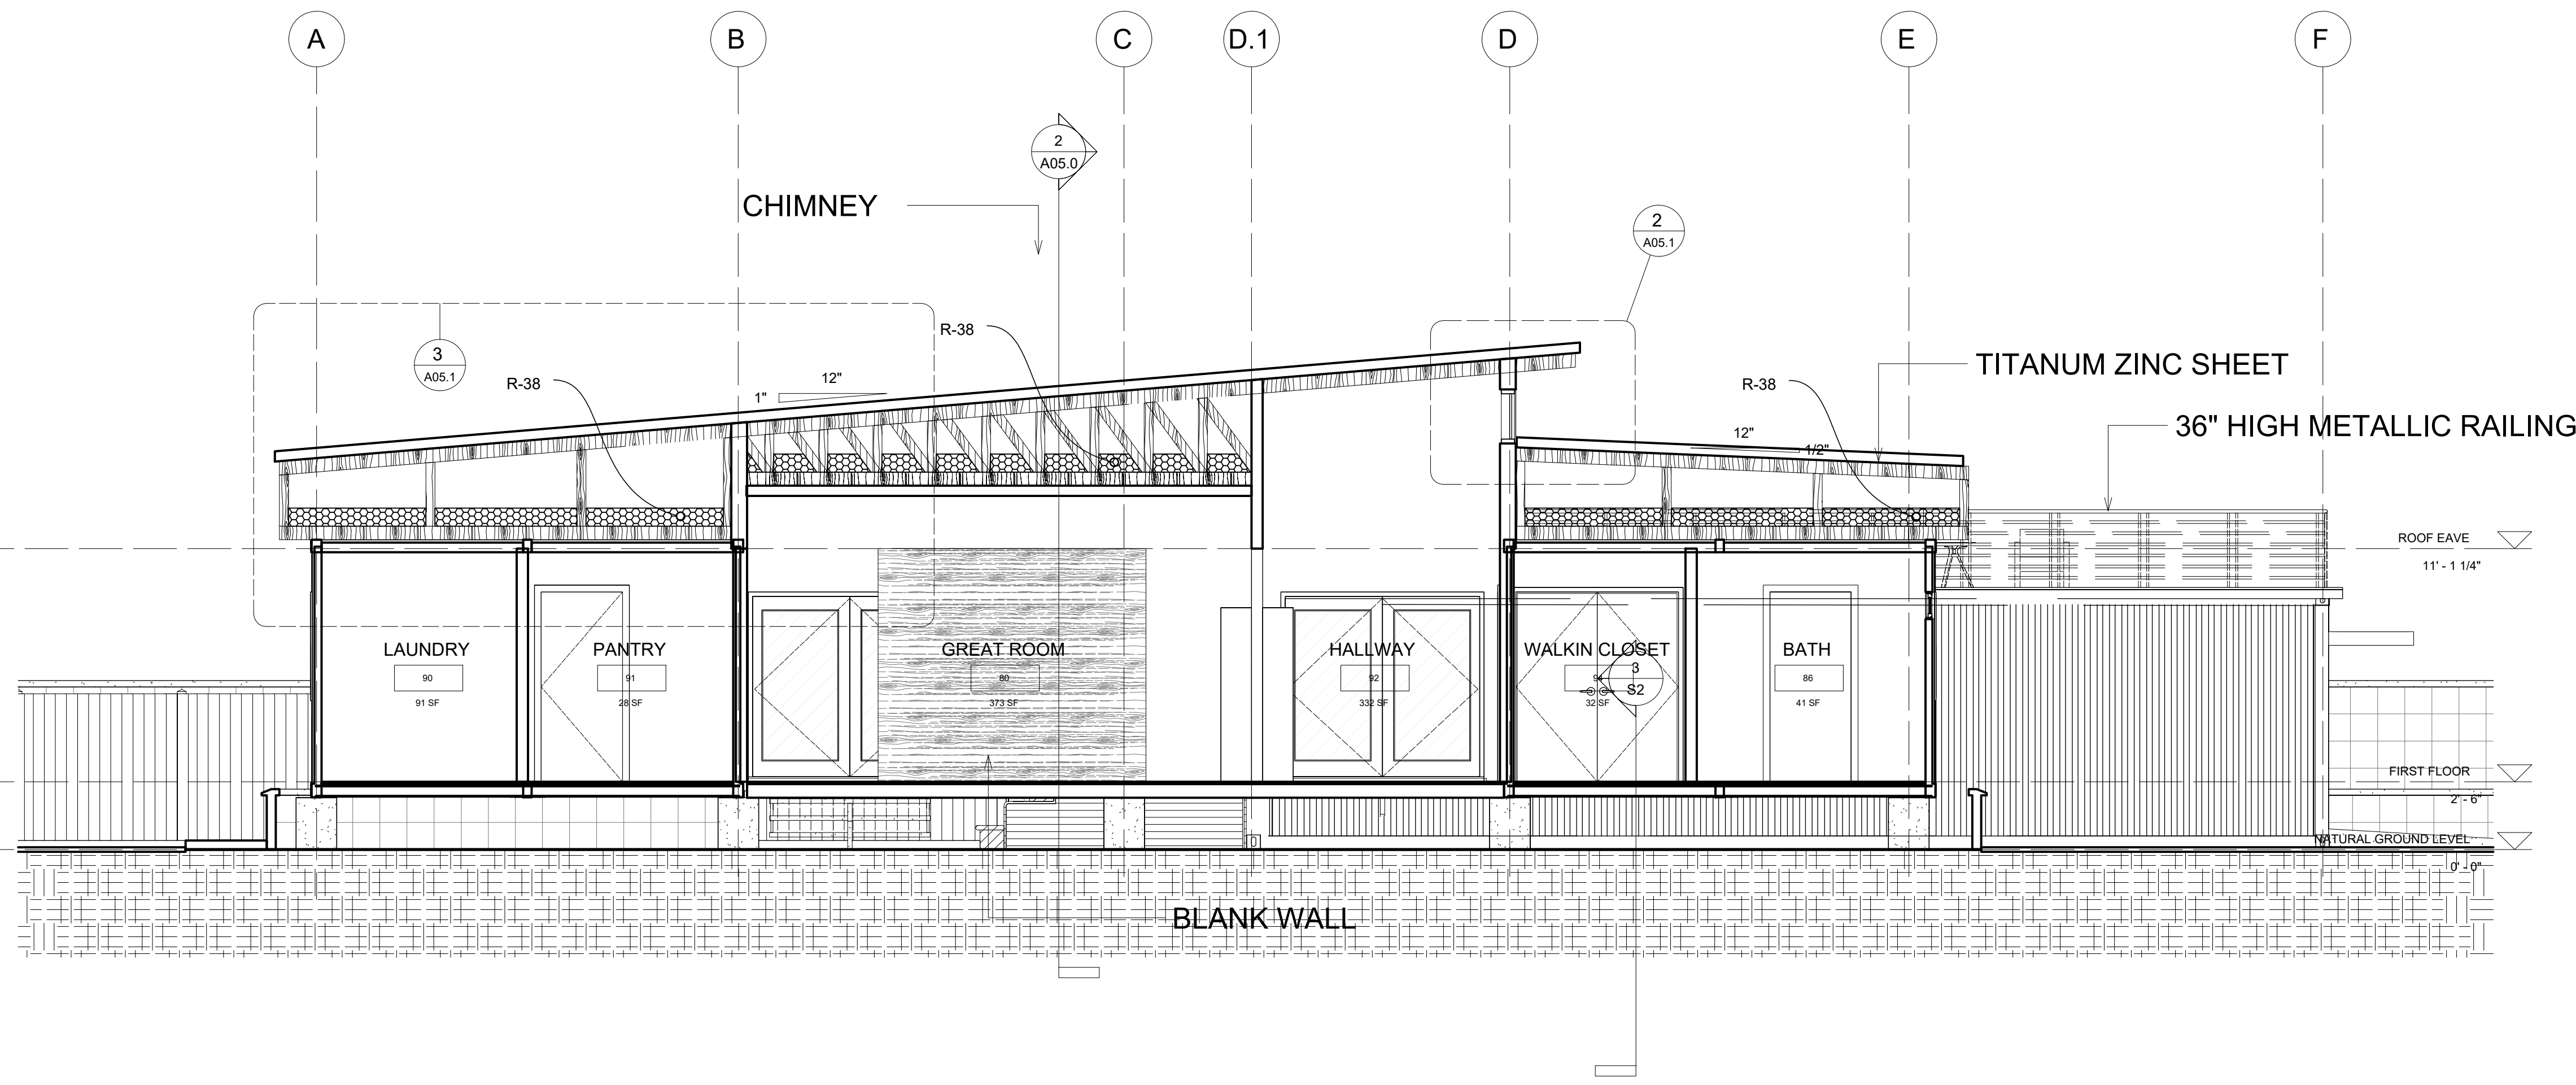 A
B
C
D.1
D
E
F
2
A05.0
CHIMNEY
2
A05.1
R-38
3
A05.1
R-38
12"
1"
TITANUM ZINC SHEET
R-38
36" HIGH METALLIC RAILING
12"
1/2"
ROOF EAVE
11' - 1 1/4"
LAUNDRY
90
91 SF
PANTRY
91
28 SF
GREAT ROOM
80
373 SF
HALLWAY
92
332 SF
WALKIN CLOSET
32 SF
3
S2
BATH
86
41 SF
FIRST FLOOR
2' - 6"
NATURAL GROUND LEVEL
0' - 0"
BLANK WALL